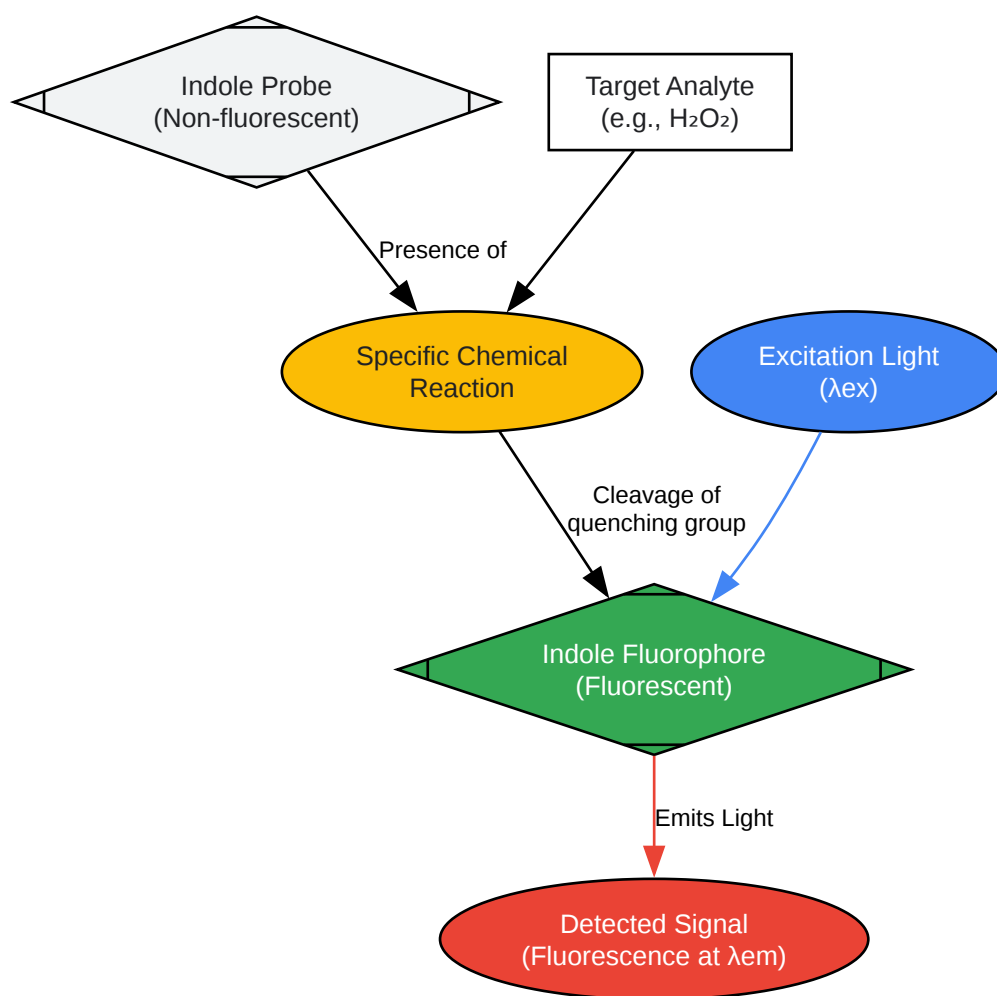 Indole Probe
(Non-fluorescent)
Target Analyte
(e.g., H₂O₂)
Presence of
Specific Chemical
Reaction
Excitation Light
(λex)
Cleavage of
quenching group
Indole Fluorophore
(Fluorescent)
Emits Light
Detected Signal
(Fluorescence at λem)